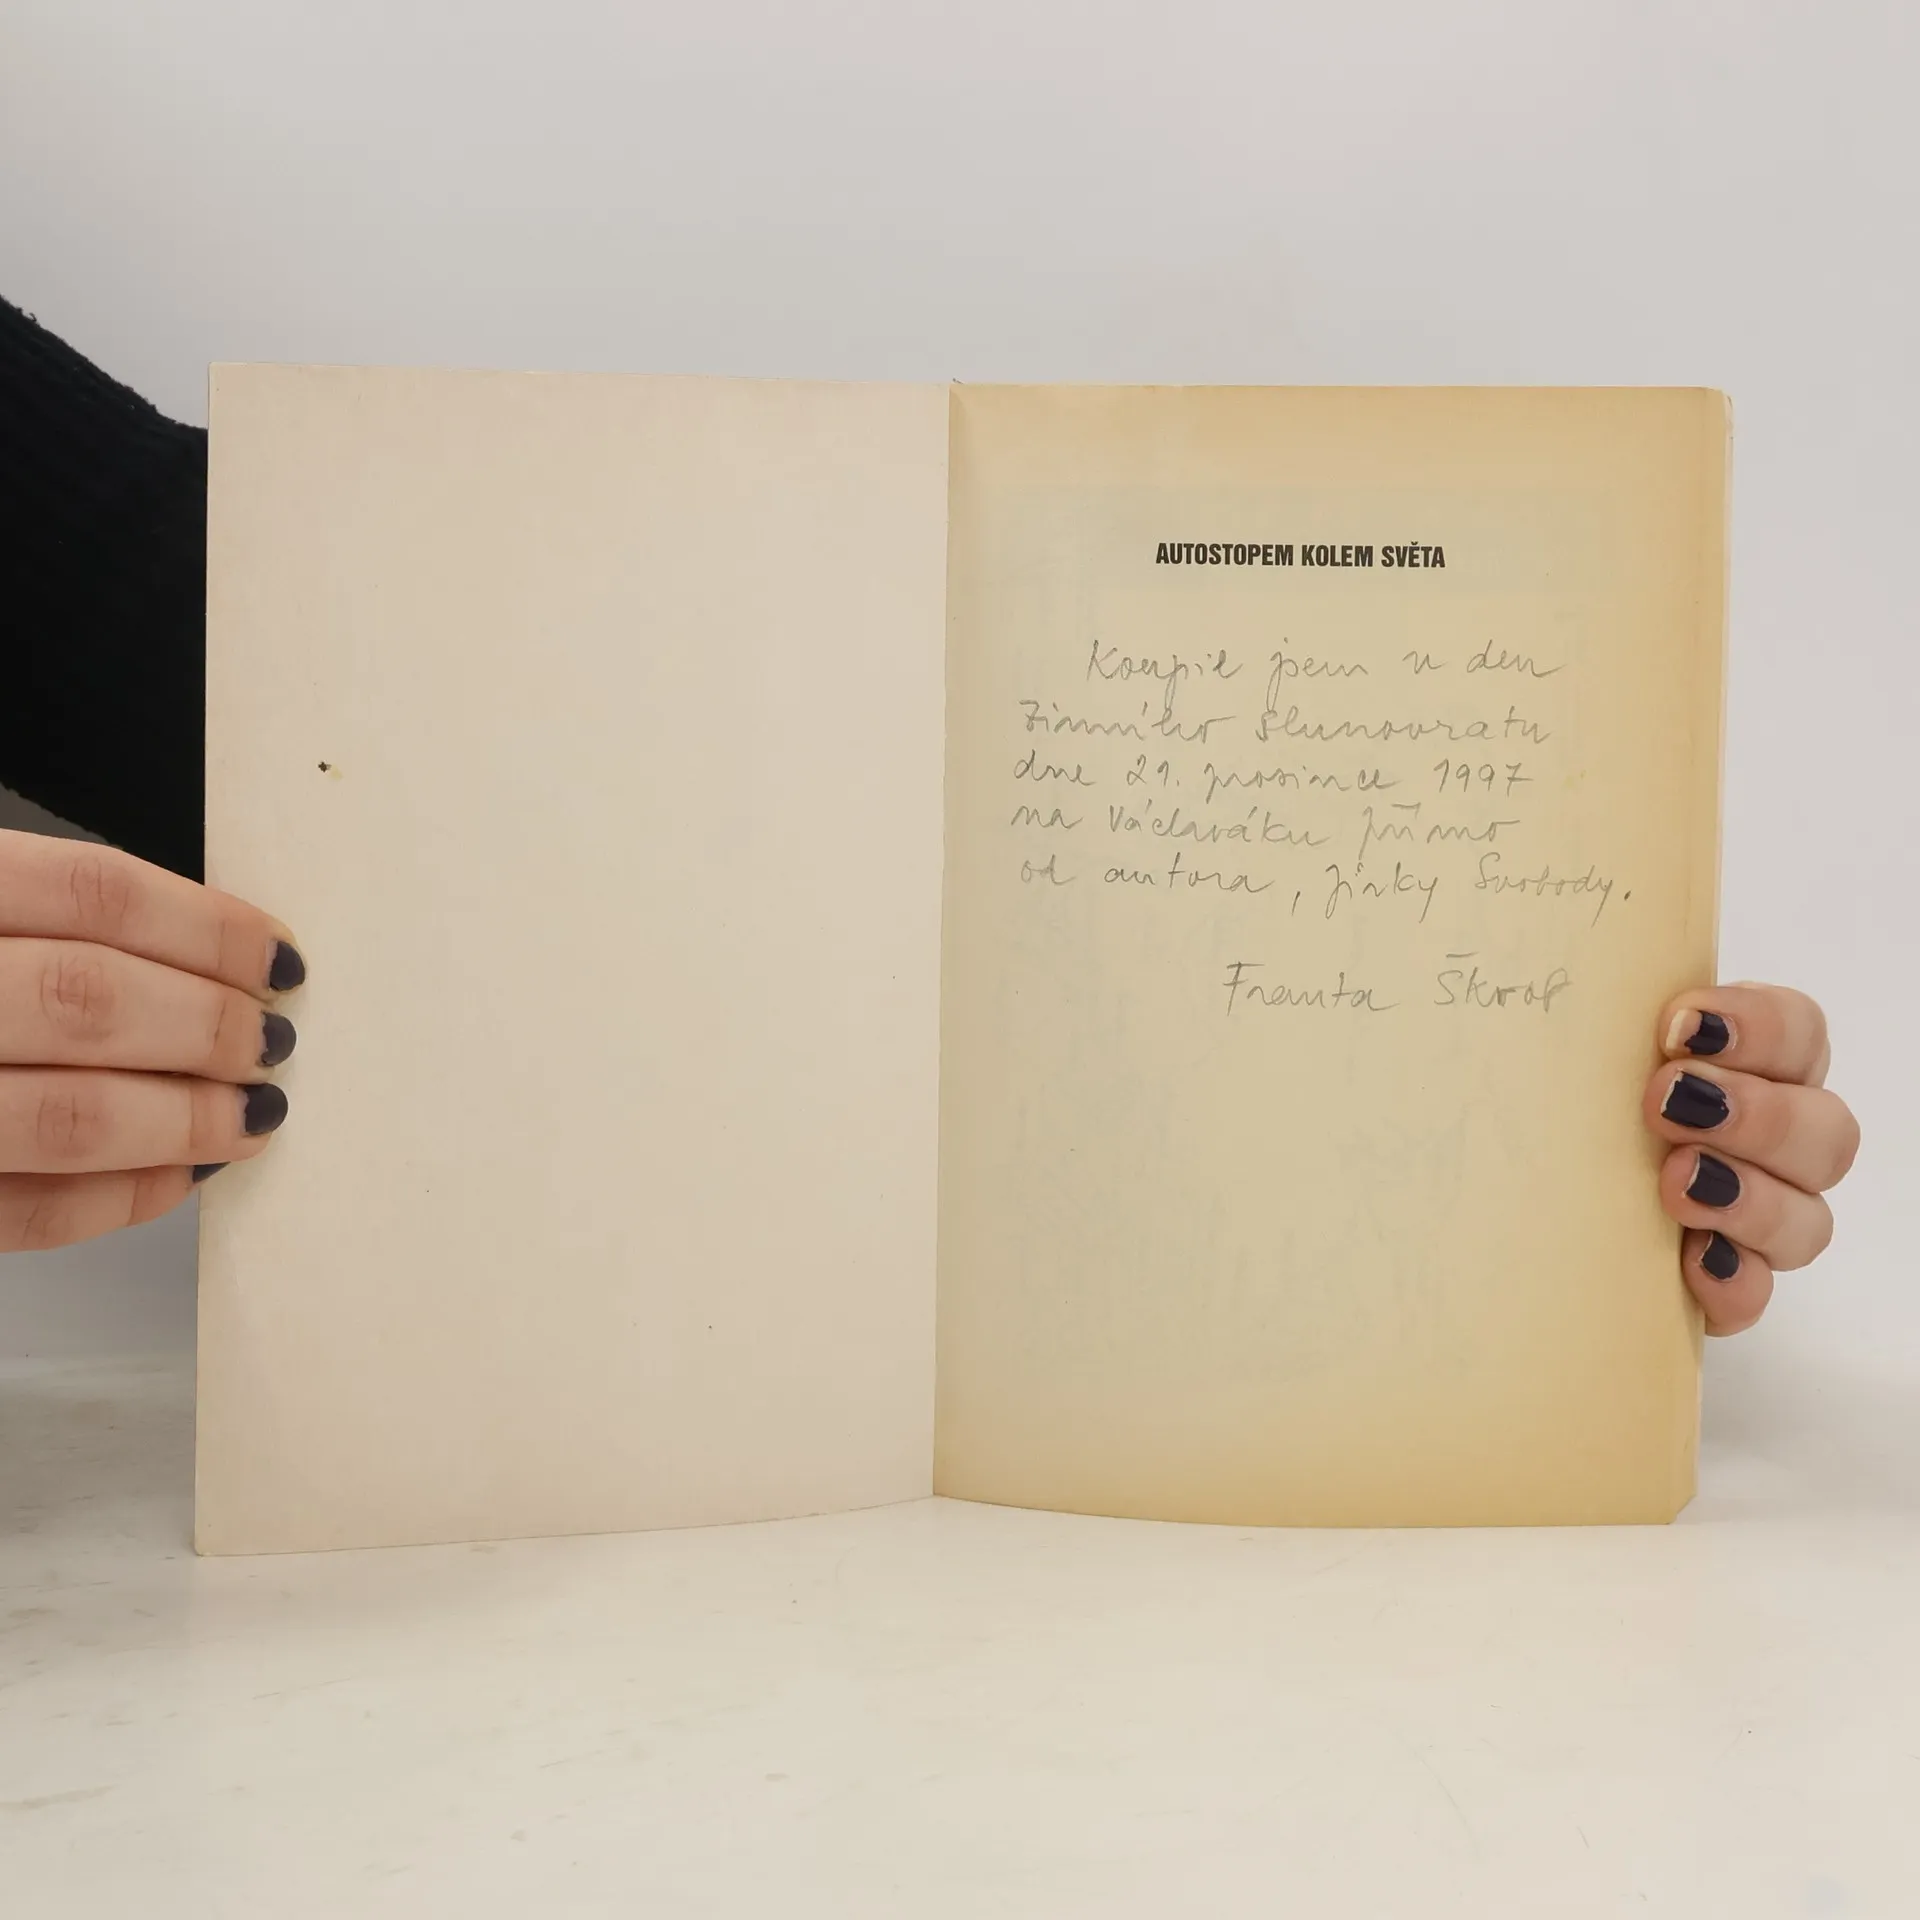 AUTOSTOPEM KOLEM SVĚTA
Koupil jsem v den
zimního slunovratu
dne 21. prosince 1997
na Václaváku přímo
od autora, Jirky Svobody.
Franta